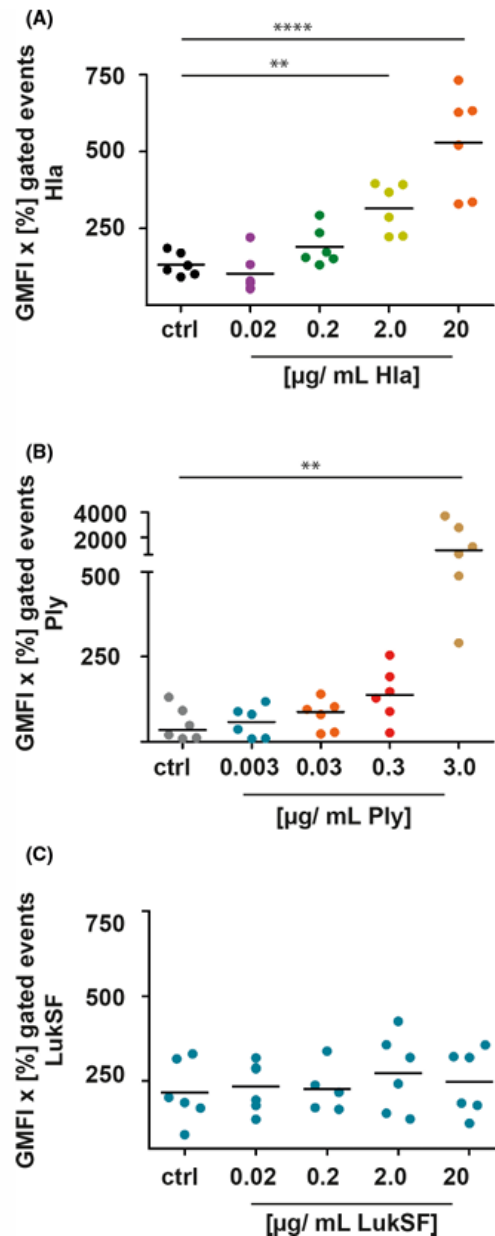 (A)
****
**
GMFI x [%] gated events
Hla
750
500
250
ctrl 0.02 0.2 2.0 20
[µg/ mL Hla]
(B)
**
GMFI x [%] gated events
Ply
4000
2000
500
250
ctrl 0.003 0.03 0.3 3.0
[µg/ mL Ply]
(C)
GMFI x [%] gated events
LukSF
750
500
250
ctrl 0.02 0.2 2.0 20
[µg/ mL LukSF]